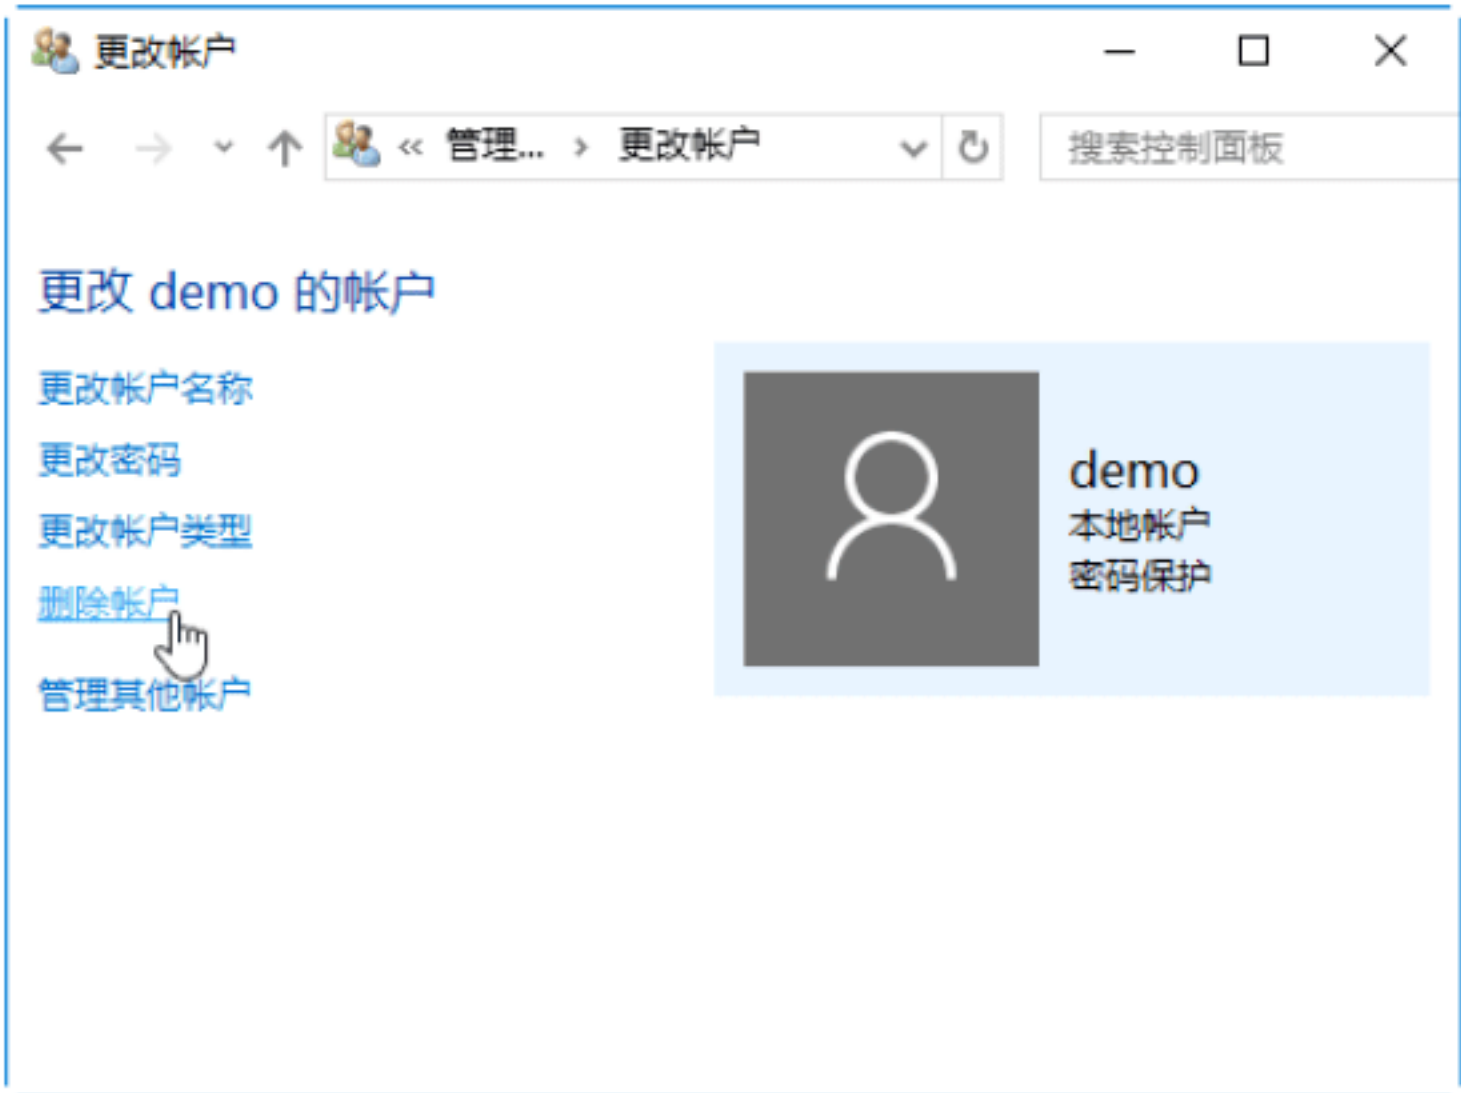 更改帐户
« 管理... › 更改帐户
搜索控制面板
更改 demo 的帐户
更改帐户名称
更改密码
更改帐户类型
删除帐户
管理其他帐户
demo
本地帐户
密码保护